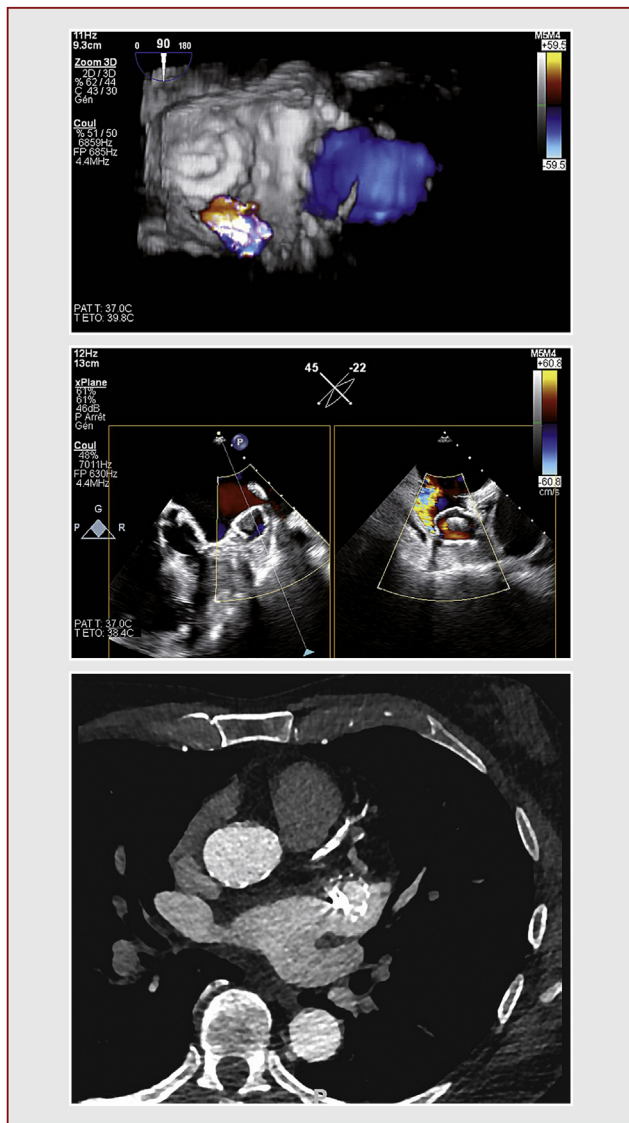 11Hz
9.3cm
0 90 180
M5M4
+59.5
-59.5
Zoom 3D
2D / 3D
% 62 / 44
C 43 / 30
Gén
Coul
% 51 / 50
6859Hz
FP 685Hz
4.4MHz
PAT T: 37.0C
T ETO: 39.8C
12Hz
13cm
45 -22
M5M4
+60.8
-60.8
cm/s
xPlane
61%
61%
46dB
P Arrêt
Gén
Coul
48%
7011Hz
FP 630Hz
4.4MHz
P
G
P R
PAT T: 37.0C
T ETO: 38.4C
P